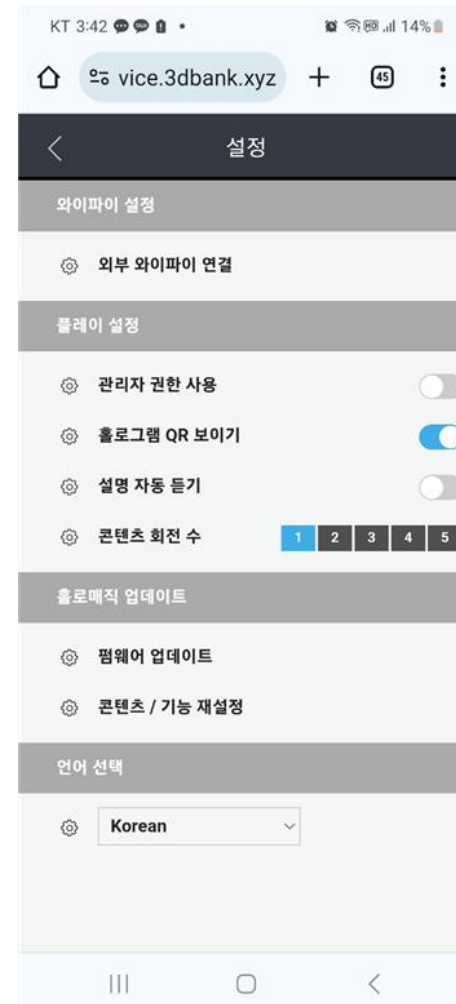 KT 3:42
14%
vice.3dbank.xyz
45
설정
와이파이 설정
외부 와이파이 연결
플레이 설정
관리자 권한 사용
홀로그램 QR 보이기
설명 자동 듣기
콘텐츠 회전 수 1 2 3 4 5
홀로매직 업데이트
펌웨어 업데이트
콘텐츠 / 기능 재설정
언어 선택
Korean